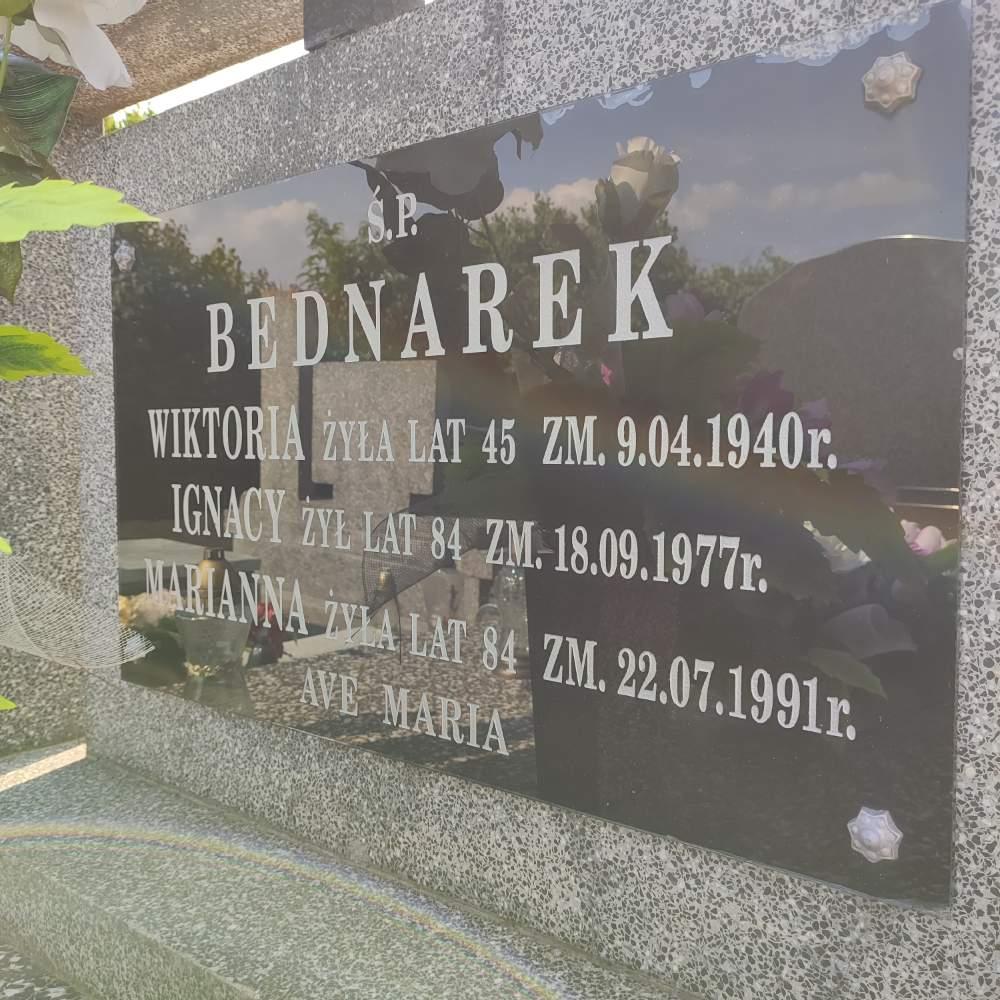 Ś.P.
BEDNAREK
WIKTORIA ŻYŁA LAT 45 ZM. 9.04.1940r.
IGNACY ŻYŁ LAT 84 ZM. 18.09.1977r.
MARIANNA ŻYŁA LAT 84 ZM. 22.07.1991r.
AVE MARIA